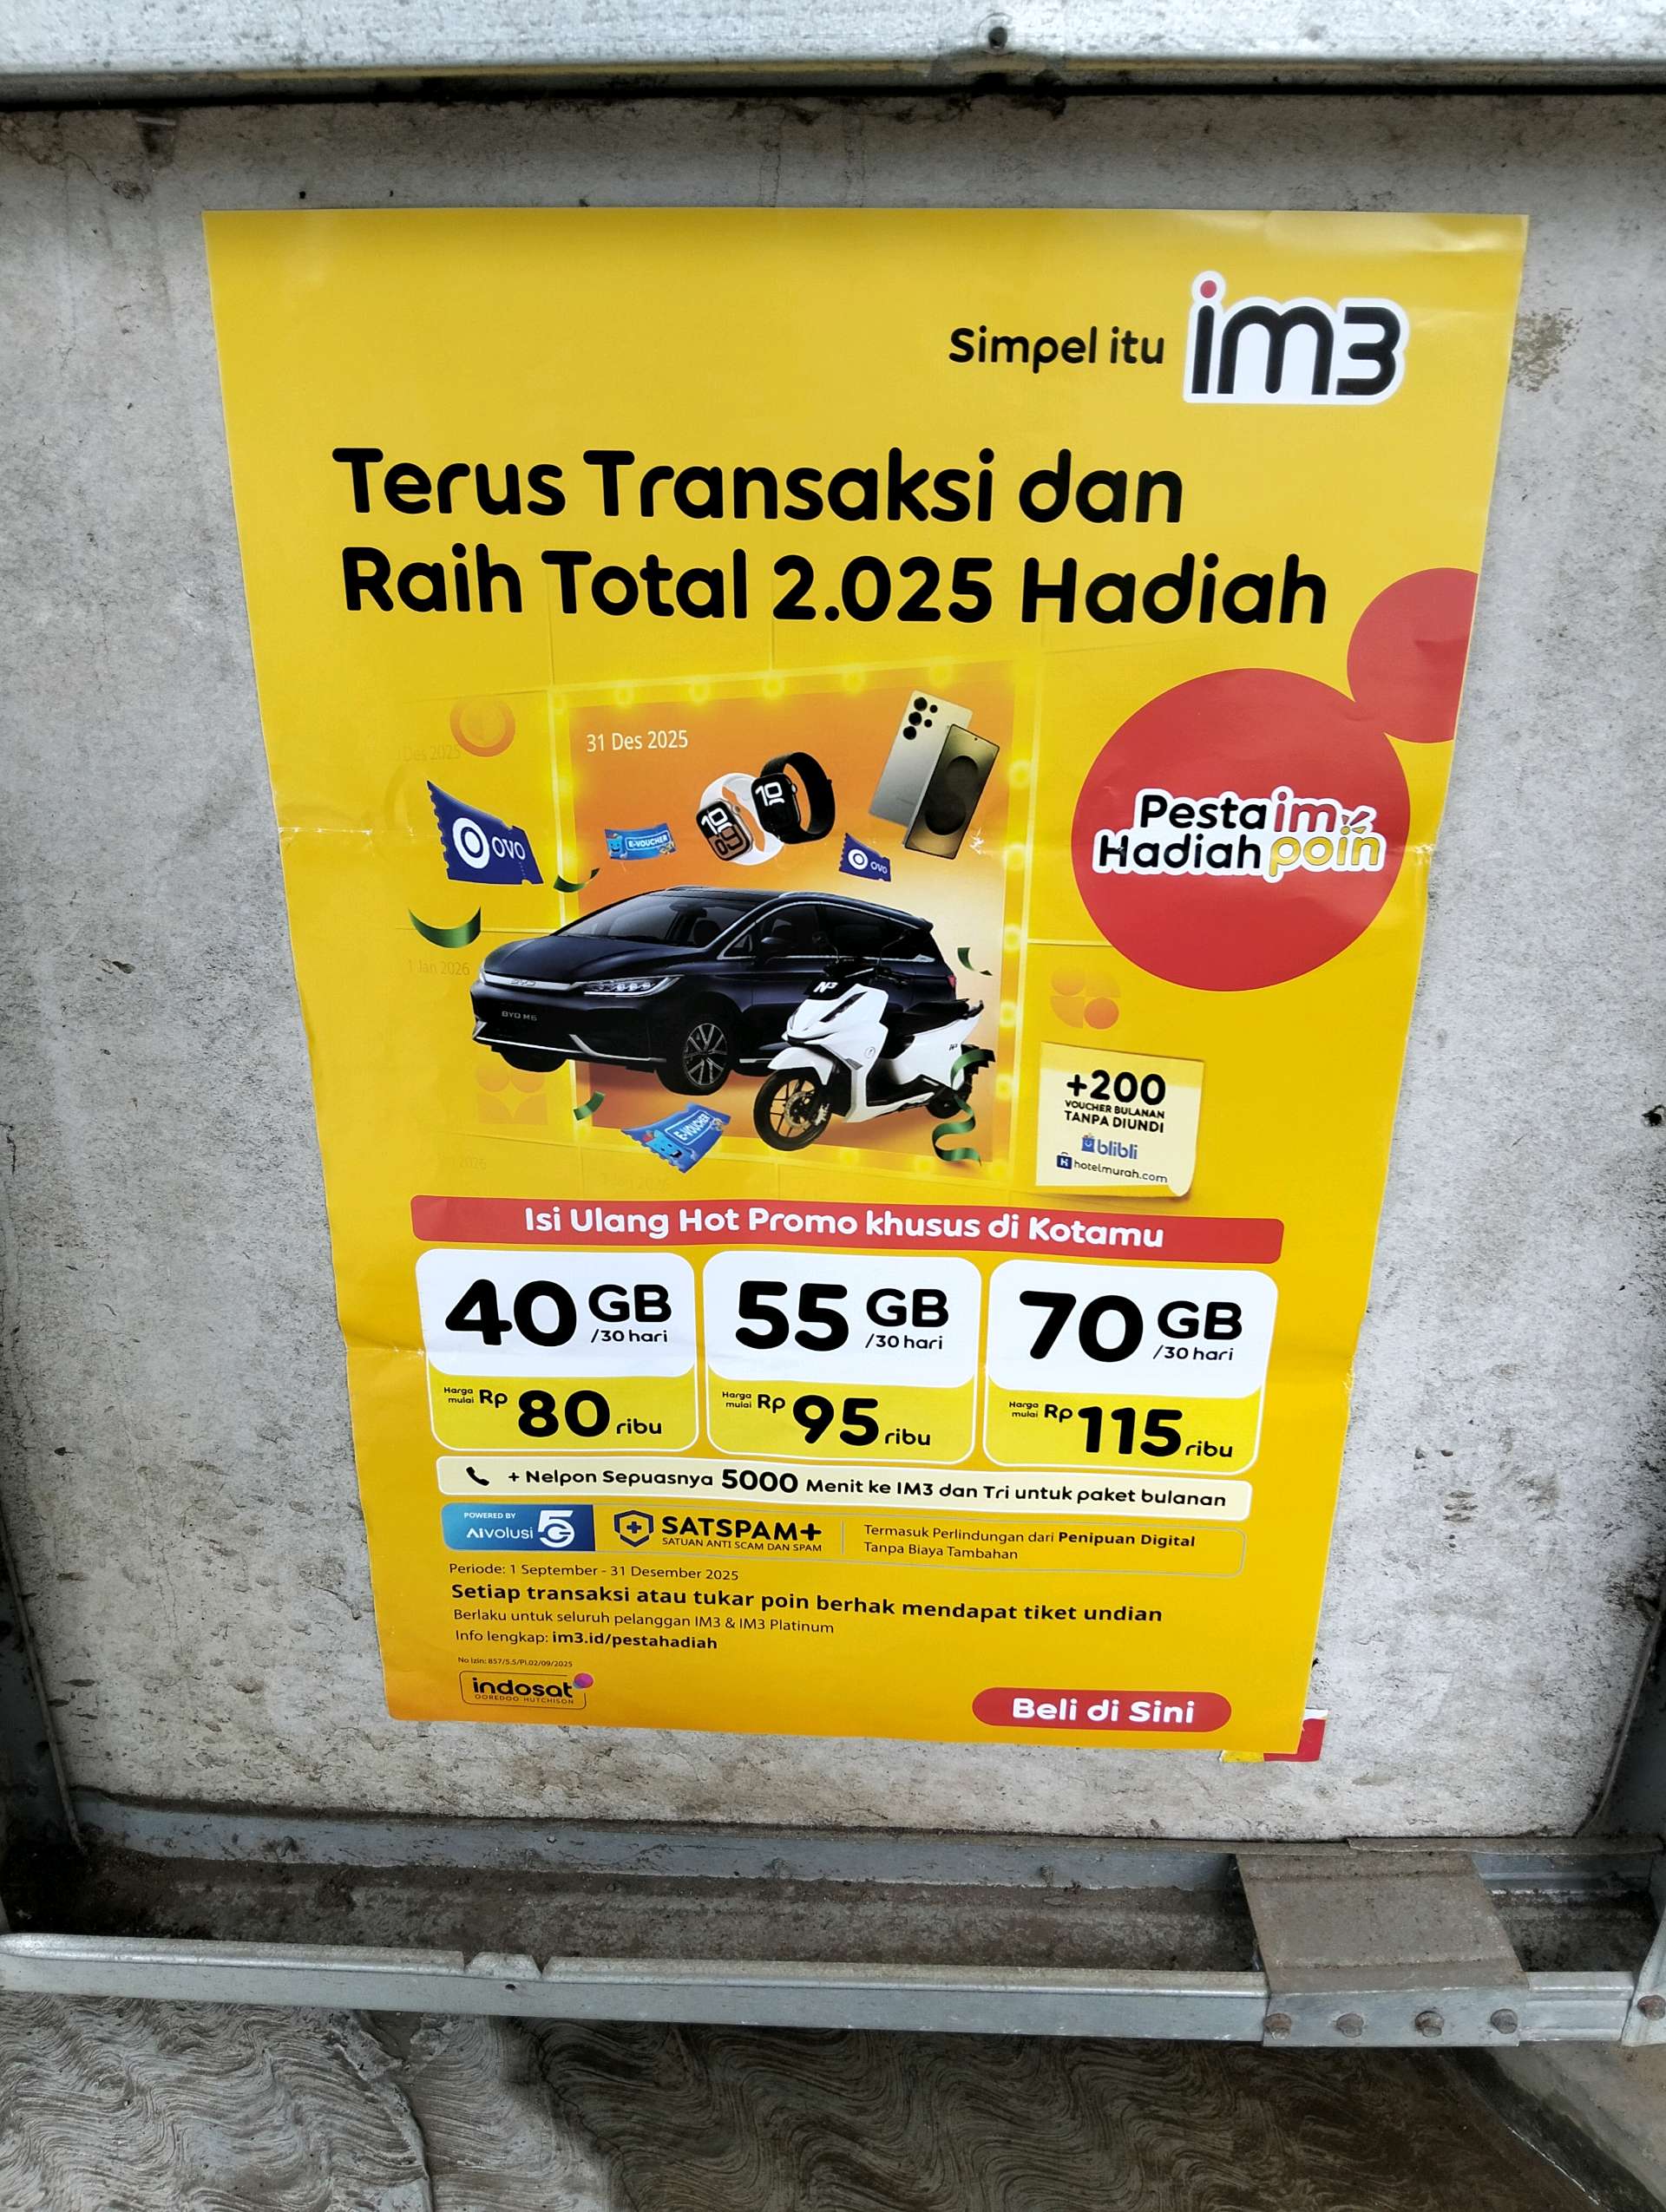 Simpel itu im3
Terus Transaksi dan
Raih Total 2.025 Hadiah
31 Des 2025
OVO
E-VOUCHER
OVO
Pesta im
Hadiah poin
1 Jan 2026
BYD M6
E-VOUCHER
+200
VOUCHER BULANAN
TANPA DIUNDI
blibli
hotelmurah.com
Isi Ulang Hot Promo khusus di Kotamu
40 GB /30 hari
55 GB /30 hari
70 GB /30 hari
Harga mulai Rp 80 ribu
Harga mulai Rp 95 ribu
Harga mulai Rp 115 ribu
+ Nelpon Sepuasnya 5000 Menit ke IM3 dan Tri untuk paket bulanan
POWERED BY
AIvolusi 5G
SATSPAM+
SATUAN ANTI SCAM DAN SPAM
Termasuk Perlindungan dari Penipuan Digital
Tanpa Biaya Tambahan
Periode: 1 September - 31 Desember 2025
Setiap transaksi atau tukar poin berhak mendapat tiket undian
Berlaku untuk seluruh pelanggan IM3 & IM3 Platinum
Info lengkap: im3.id/pestahadiah
No Izin: 857/5.5/PI.02/09/2025
indosat
OOREDOO HUTCHISON
Beli di Sini